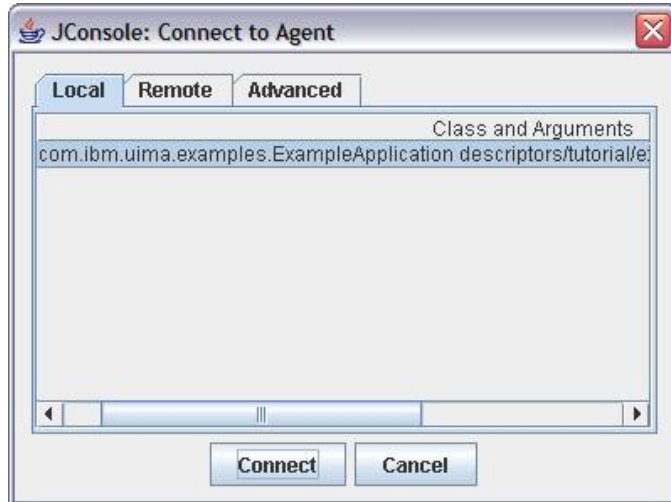 JConsole: Connect to Agent
Local Remote Advanced
Class and Arguments
com.ibm.uima.examples.ExampleApplication descriptors/tutorial/e
Connect Cancel